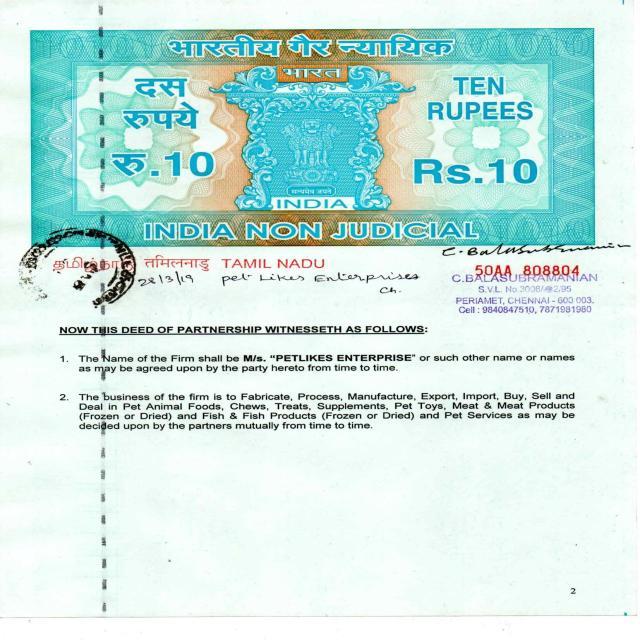 भारतीय गैर न्यायिक
भारत
दस
रुपये
रु.10
TEN
RUPEES
Rs.10
सत्यमेव जयते
INDIA
INDIA NON JUDICIAL
தமிழ்நாடு तमिलनाडु TAMIL NADU
28/3/19 pet Likes Enterprises
Ch.
C. Balasubramanian
50AA 808804
C.BALASUBRAMANIAN
PERIAMET, CHENNAI - 600 003.
Cell : 9840847510, 7871981980
NOW THIS DEED OF PARTNERSHIP WITNESSETH AS FOLLOWS:
1. The Name of the Firm shall be M/s. “PETLIKES ENTERPRISE” or such other name or names
as may be agreed upon by the party hereto from time to time.
2. The business of the firm is to Fabricate, Process, Manufacture, Export, Import, Buy, Sell and
Deal in Pet Animal Foods, Chews, Treats, Supplements, Pet Toys, Meat & Meat Products
(Frozen or Dried) and Fish & Fish Products (Frozen or Dried) and Pet Services as may be
decided upon by the partners mutually from time to time.
2